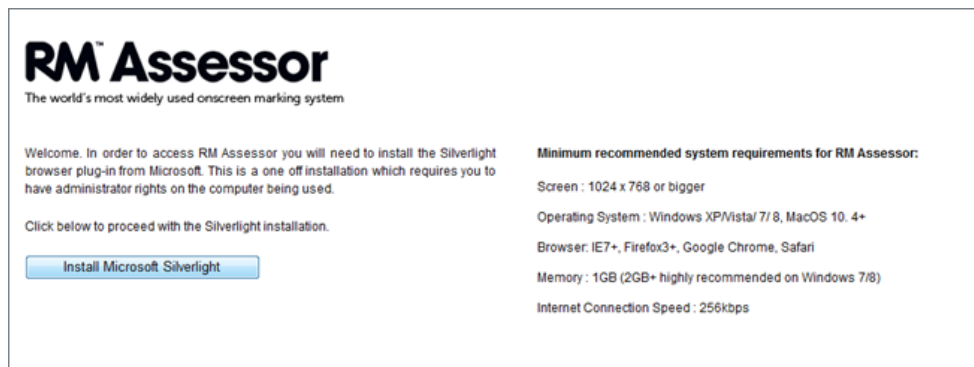 RM™ Assessor
The world's most widely used onscreen marking system
Welcome. In order to access RM Assessor you will need to install the Silverlight
browser plug-in from Microsoft. This is a one off installation which requires you to
have administrator rights on the computer being used.
Click below to proceed with the Silverlight installation.
Install Microsoft Silverlight
Minimum recommended system requirements for RM Assessor:
Screen : 1024 x 768 or bigger
Operating System : Windows XP/Vista/ 7/ 8, MacOS 10. 4+
Browser: IE7+, Firefox3+, Google Chrome, Safari
Memory : 1GB (2GB+ highly recommended on Windows 7/8)
Internet Connection Speed : 256kbps